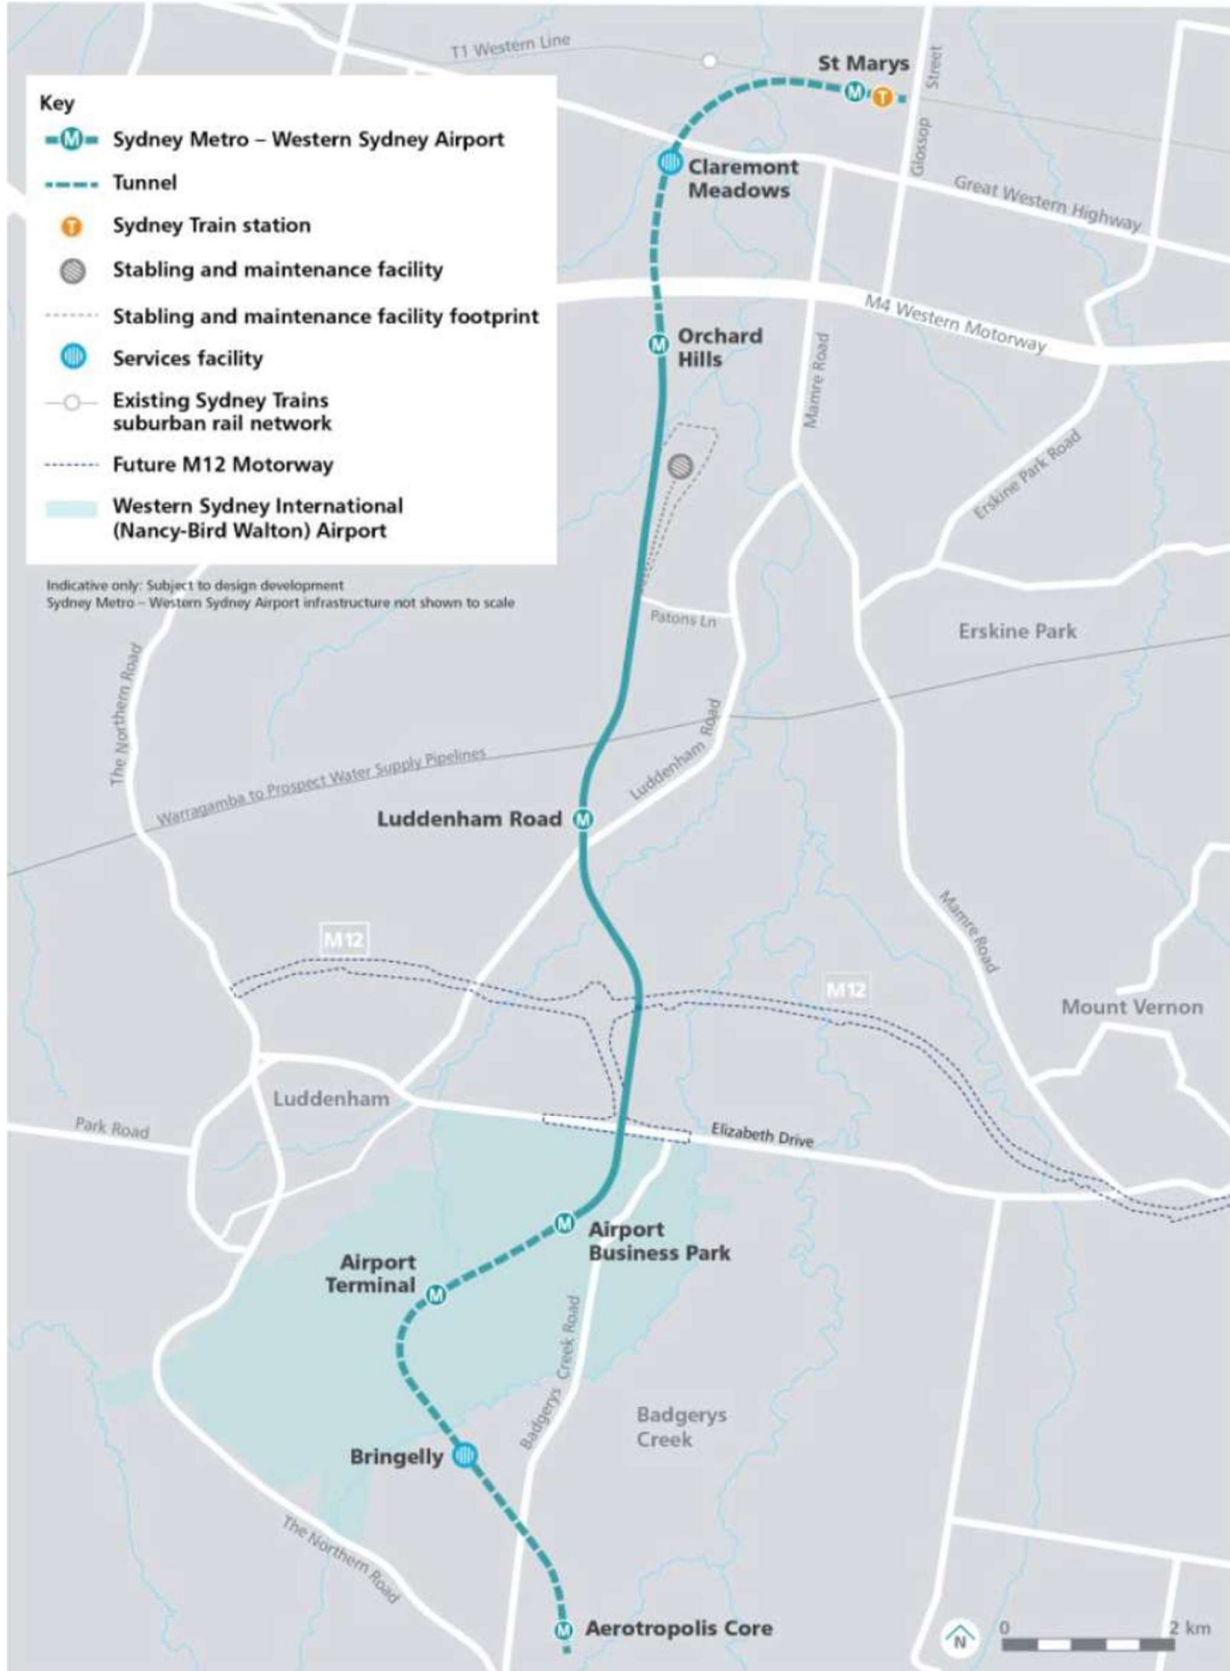 T1 Western Line
St Marys
M
T
Glossop Street
Key
M
Sydney Metro – Western Sydney Airport
Tunnel
T
Sydney Train station
Stabling and maintenance facility
Stabling and maintenance facility footprint
Services facility
Existing Sydney Trains
suburban rail network
Future M12 Motorway
Western Sydney International
(Nancy-Bird Walton) Airport
Indicative only: Subject to design development
Sydney Metro – Western Sydney Airport infrastructure not shown to scale
Claremont
Meadows
Great Western Highway
M4 Western Motorway
M
Orchard
Hills
Mamre Road
Erskine Park Road
Patons Ln
Erskine Park
The Northern Road
Luddenham Road
Warragamba to Prospect Water Supply Pipelines
Luddenham Road
M
Mamre Road
M12
M12
Mount Vernon
Luddenham
Park Road
Elizabeth Drive
M
Airport
Business Park
Airport
Terminal
M
Badgerys Creek Road
Badgerys
Creek
Bringelly
The Northern Road
M
Aerotropolis Core
N
0
2 km